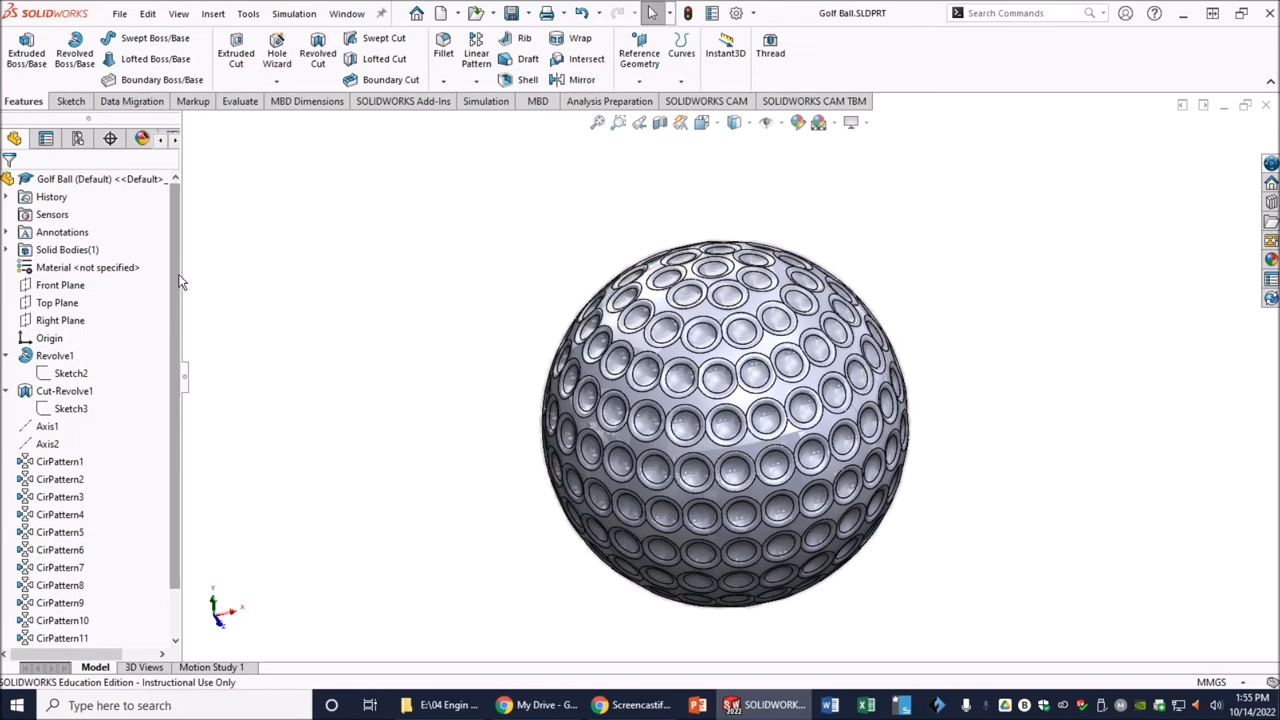 SOLIDWORKS File Edit View Insert Tools Simulation Window Golf Ball.SLDPRT Search Commands
Extruded Boss/Base
Revolved Boss/Base
Swept Boss/Base
Lofted Boss/Base
Boundary Boss/Base
Extruded Cut
Hole Wizard
Revolved Cut
Swept Cut
Lofted Cut
Boundary Cut
Fillet
Linear Pattern
Rib
Draft
Shell
Wrap
Intersect
Mirror
Reference Geometry
Curves
Instant3D
Thread
Features Sketch Data Migration Markup Evaluate MBD Dimensions SOLIDWORKS Add-Ins Simulation MBD Analysis Preparation SOLIDWORKS CAM SOLIDWORKS CAM TBM
Golf Ball (Default) <<Default>_
History
Sensors
Annotations
Solid Bodies(1)
Material <not specified>
Front Plane
Top Plane
Right Plane
Origin
Revolve1
Sketch2
Cut-Revolve1
Sketch3
Axis1
Axis2
CirPattern1
CirPattern2
CirPattern3
CirPattern4
CirPattern5
CirPattern6
CirPattern7
CirPattern8
CirPattern9
CirPattern10
CirPattern11
Y
X
Z
Model 3D Views Motion Study 1
SOLIDWORKS Education Edition - Instructional Use Only MMGS
Type here to search E:\04 Engin ... My Drive - G... Screencastif... SOLIDWORK... 1:55 PM
10/14/2022